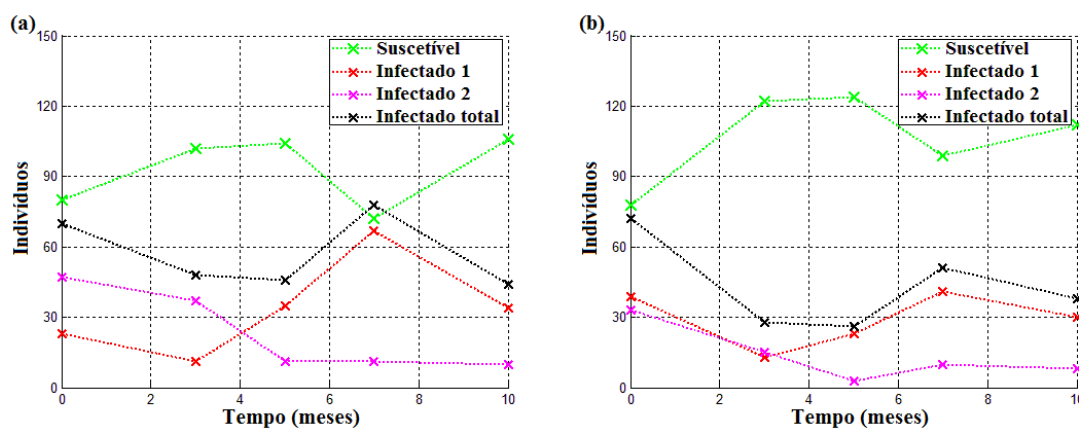 (a)
150
120
90
60
30
0
0 2 4 6 8 10
Indivíduos
Tempo (meses)
Suscetível
Infectado 1
Infectado 2
Infectado total
(b)
150
120
90
60
30
0
0 2 4 6 8 10
Indivíduos
Tempo (meses)
Suscetível
Infectado 1
Infectado 2
Infectado total